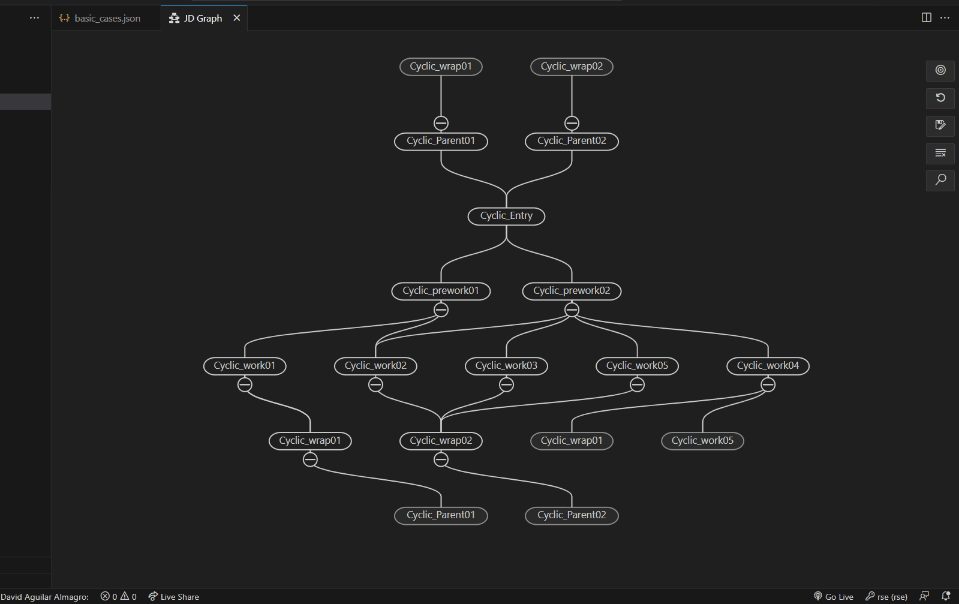 basic_cases.json
JD Graph
Cyclic_wrap01 Cyclic_wrap02
Cyclic_Parent01 Cyclic_Parent02
Cyclic_Entry
Cyclic_prework01 Cyclic_prework02
Cyclic_work01 Cyclic_work02 Cyclic_work03 Cyclic_work05 Cyclic_work04
Cyclic_wrap01 Cyclic_wrap02 Cyclic_wrap01 Cyclic_work05
Cyclic_Parent01 Cyclic_Parent02
David Aguilar Almagro: 0 0 Live Share Go Live rse (rse)